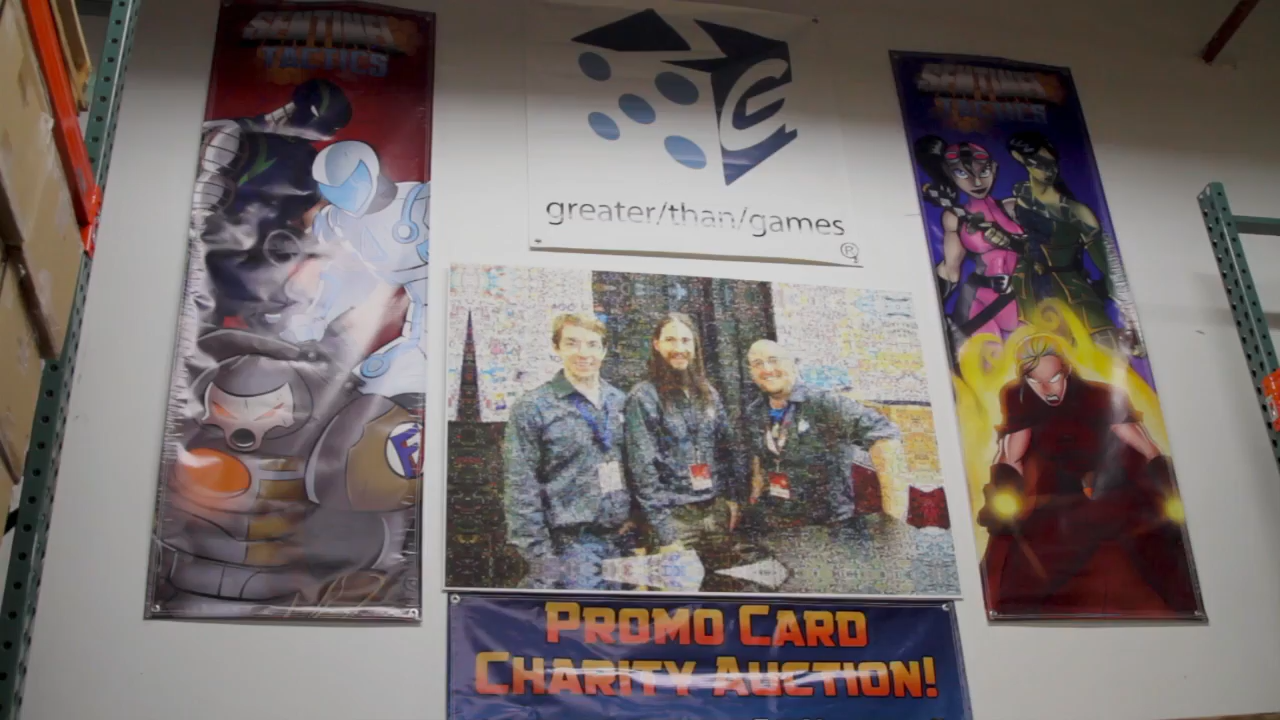 SENTINEL
TACTICS
greater/than/games
®
SENTINEL
TACTICS
F
PROMO CARD
CHARITY AUCTION!